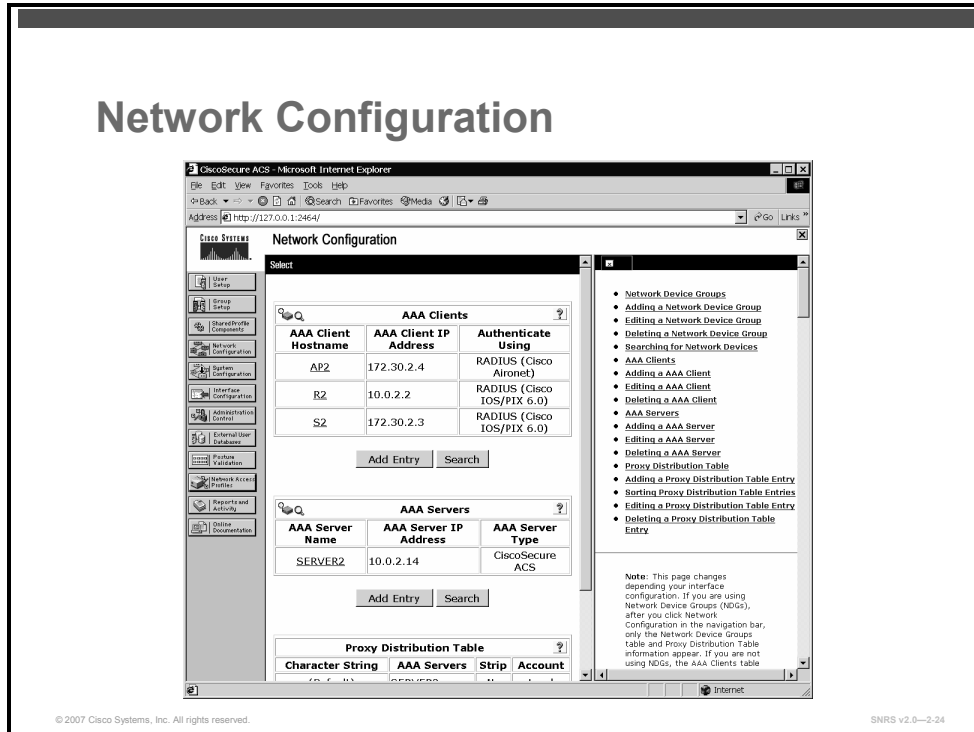 Network Configuration
CiscoSecure ACS - Microsoft Internet Explorer
File Edit View Favorites Tools Help
Back Search Favorites Media
Address http://127.0.0.1:2464/ Go Links »
CISCO SYSTEMS
Network Configuration
Select
User Setup
Group Setup
Shared Profile Components
Network Configuration
System Configuration
Interface Configuration
Administration Control
External User Databases
Posture Validation
Network Access Profiles
Reports and Activity
Online Documentation
AAA Clients ?
AAA Client Hostname AAA Client IP Address Authenticate Using
AP2 172.30.2.4 RADIUS (Cisco Aironet)
R2 10.0.2.2 RADIUS (Cisco IOS/PIX 6.0)
S2 172.30.2.3 RADIUS (Cisco IOS/PIX 6.0)
Add Entry Search
AAA Servers ?
AAA Server Name AAA Server IP Address AAA Server Type
SERVER2 10.0.2.14 CiscoSecure ACS
Add Entry Search
Proxy Distribution Table ?
Character String AAA Servers Strip Account
Network Device Groups
Adding a Network Device Group
Editing a Network Device Group
Deleting a Network Device Group
Searching for Network Devices
AAA Clients
Adding a AAA Client
Editing a AAA Client
Deleting a AAA Client
AAA Servers
Adding a AAA Server
Editing a AAA Server
Deleting a AAA Server
Proxy Distribution Table
Adding a Proxy Distribution Table Entry
Sorting Proxy Distribution Table Entries
Editing a Proxy Distribution Table Entry
Deleting a Proxy Distribution Table
Entry
Note: This page changes
depending your interface
configuration. If you are using
Network Device Groups (NDGs),
after you click Network
Configuration in the navigation bar,
only the Network Device Groups
table and Proxy Distribution Table
information appear. If you are not
using NDGs, the AAA Clients table
Internet
© 2007 Cisco Systems, Inc. All rights reserved.
SNRS v2.0—2-24